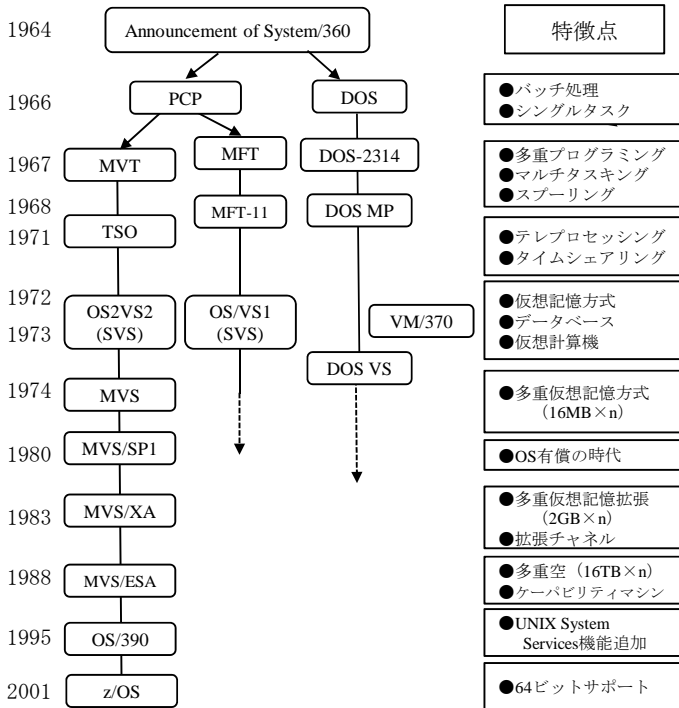 1964
Announcement of System/360
特徴点
1966
PCP
DOS
●バッチ処理
●シングルタスク
1967
MVT
MFT
DOS-2314
●多重プログラミング
●マルチタスキング
●スプーリング
1968
MFT-11
DOS MP
1971
TSO
●テレプロセッシング
●タイムシェアリング
1972
OS2VS2
(SVS)
OS/VS1
(SVS)
VM/370
●仮想記憶方式
●データベース
●仮想計算機
1973
DOS VS
1974
MVS
●多重仮想記憶方式
(16MB×n)
1980
MVS/SP1
●OS有償の時代
1983
MVS/XA
●多重仮想記憶拡張
(2GB×n)
●拡張チャネル
1988
MVS/ESA
●多重空（16TB×n）
●ケーパビリティマシン
1995
OS/390
●UNIX System
Services機能追加
2001
z/OS
●64ビットサポート